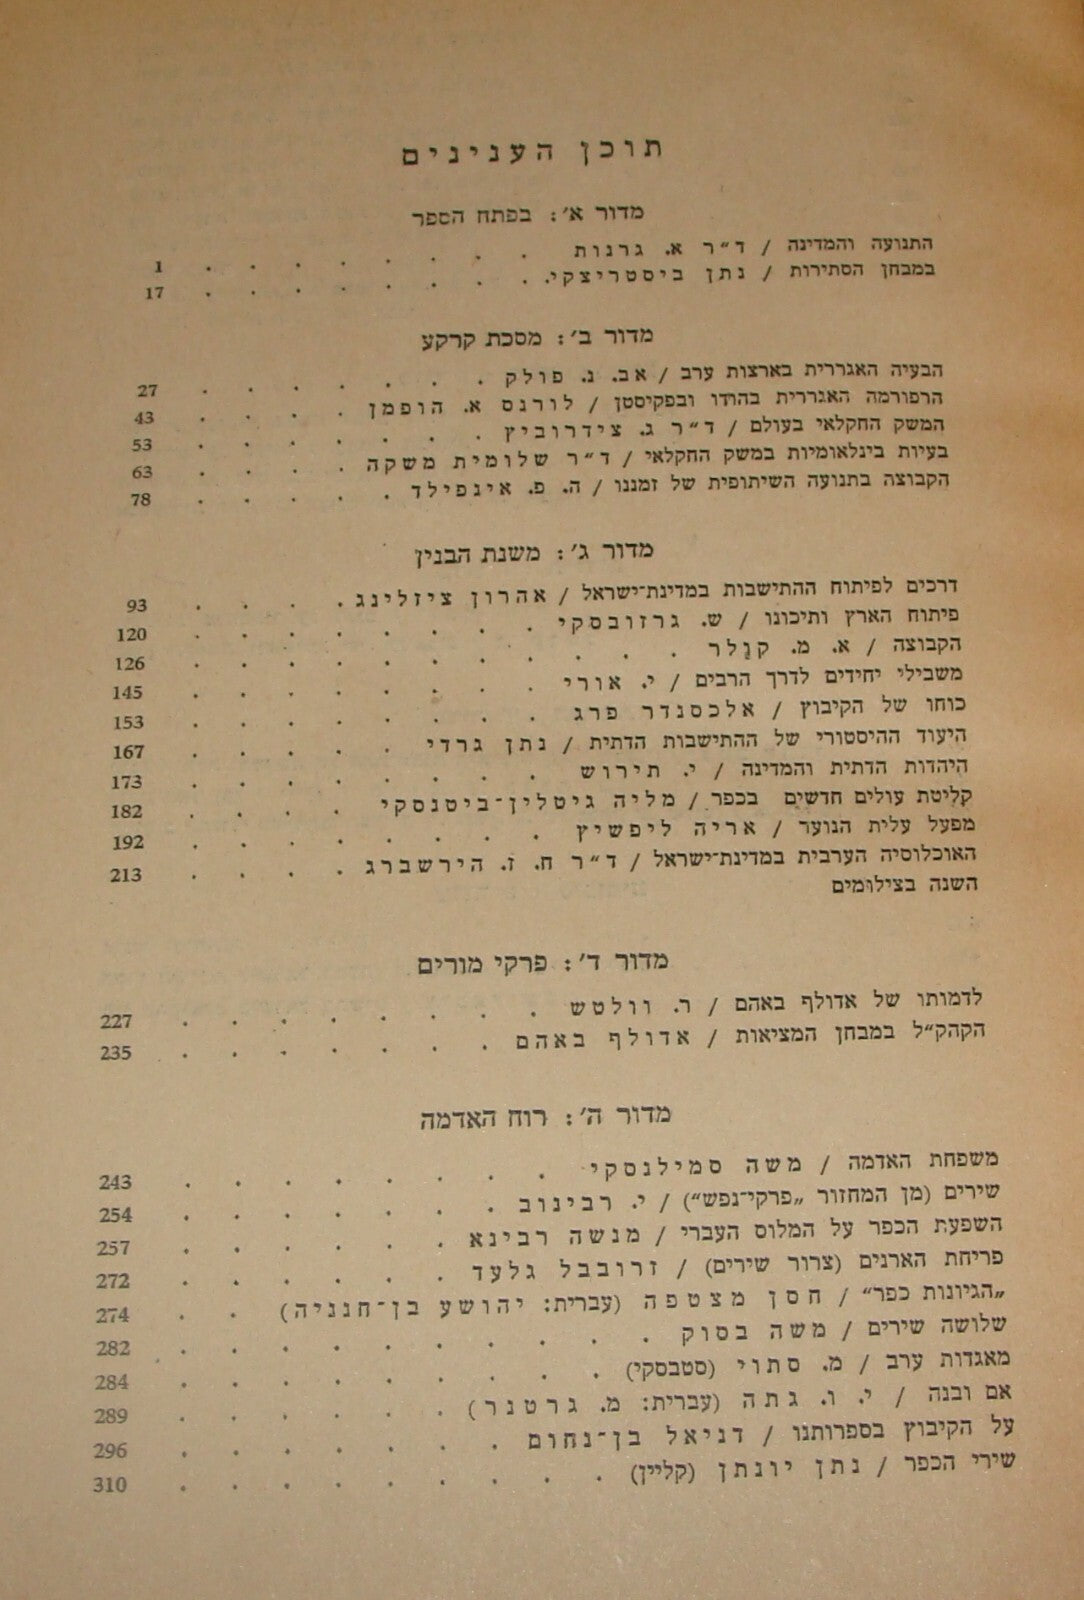 תוכן הענינים
מדור א׳: בפתח הספר
התנועה והמדינה / ד״ר א. גרנות . . . . . . . . 1
במבחן הסתירות / נתן ביסטריצקי. . . . . . . . 17
מדור ב׳: מסכת קרקע
הבעיה האגררית בארצות ערב / אב. נ. פולק . . . . . . . 27
הרפורמה האגררית בהודו ובפקיסטן / לורנס א. הופמן . . . . 43
המשק החקלאי בעולם / ד״ר ג. צידרוביץ . . . . . . . 53
בעיות בינלאומיות במשק החקלאי / ד״ר שלומית משקה . . . . 63
הקבוצה בתנועה השיתופית של זמננו / ה. פ. אינפילד . . . . . 78
מדור ג׳: משנת הבנין
דרכים לפיתוח ההתישבות במדינת־ישראל / אהרון ציזלינג . . . . 93
פיתוח הארץ ותיכונו / ש. גרזובסקי . . . . . . . . 120
הקבוצה / א. מ. קולר . . . . . . . . . . . 126
משבילי יחידים לדרך הרבים / י. אורי . . . . . . . . 145
כוחו של הקיבוץ / אלכסנדר פרג . . . . . . . . 153
היעוד ההיסטורי של ההתישבות הדתית / נתן גרדי . . . . . . 167
היהדות הדתית והמדינה / י. תירוש . . . . . . . . 173
קליטת עולים חדשים בכפר / מליה גיטלין־ביטנסקי . . . . 182
מפעל עלית הנוער / אריה ליפשיץ . . . . . . . . 192
האוכלוסיה הערבית במדינת־ישראל / ד״ר ח. ז. הירשברג . . . . 213
השנה בצילומים
מדור ד׳: פרקי מורים
לדמותו של אדולף באהם / ר. וולטש . . . . . . . . 227
הקהק״ל במבחן המציאות / אדולף באהם . . . . . . . 235
מדור ה׳: רוח האדמה
משפחת האדמה / משה סמילנסקי . . . . . . . . 243
שירים (מן המחזור „פרקי־נפש״) / י. רבינוב . . . . . . . 254
השפעת הכפר על המלוס העברי / מנשה רבינא . . . . . . 257
פריחת הארנים (צרור שירים) / זרובבל גלעד . . . . . . 272
„הגיונות כפר״ / חסן מצטפה (עברית: יהושע בן־חנניה) . . . 274
שלושה שירים / משה בסוק . . . . . . . . . . 282
מאגדות ערב / מ. סתוי (סטבסקי) . . . . . . . . . 284
אם ובנה / י. ו. גתה (עברית: מ. גרטנר) . . . . . . 289
על הקיבוץ בספרותנו / דניאל בן־נחום . . . . . . . 296
שירי הכפר / נתן יונתן (קליין) . . . . . . . . . 310